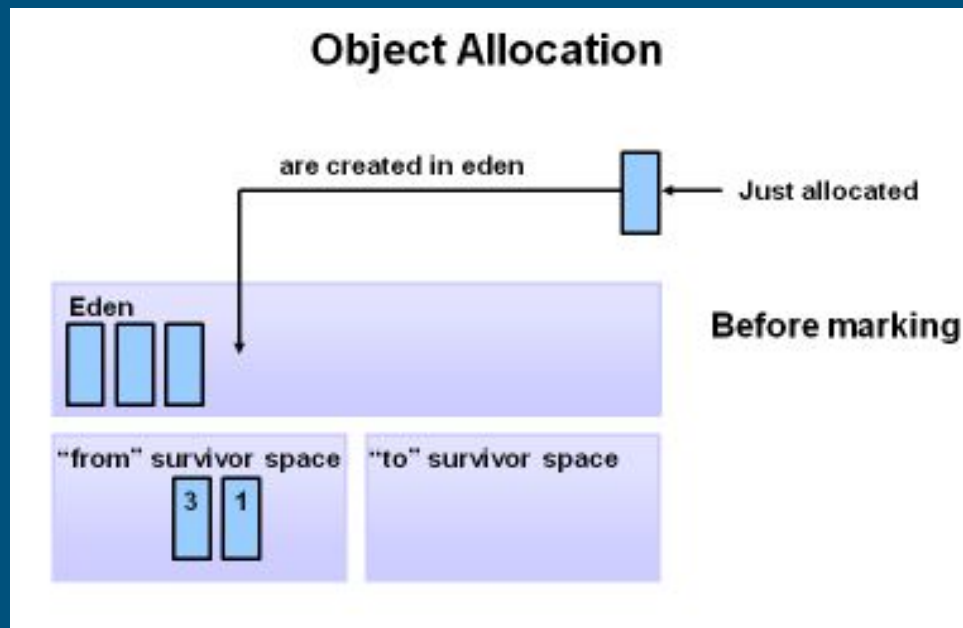 Object Allocation
are created in eden
Just allocated
Eden
Before marking
“from” survivor space
“to” survivor space
3 1